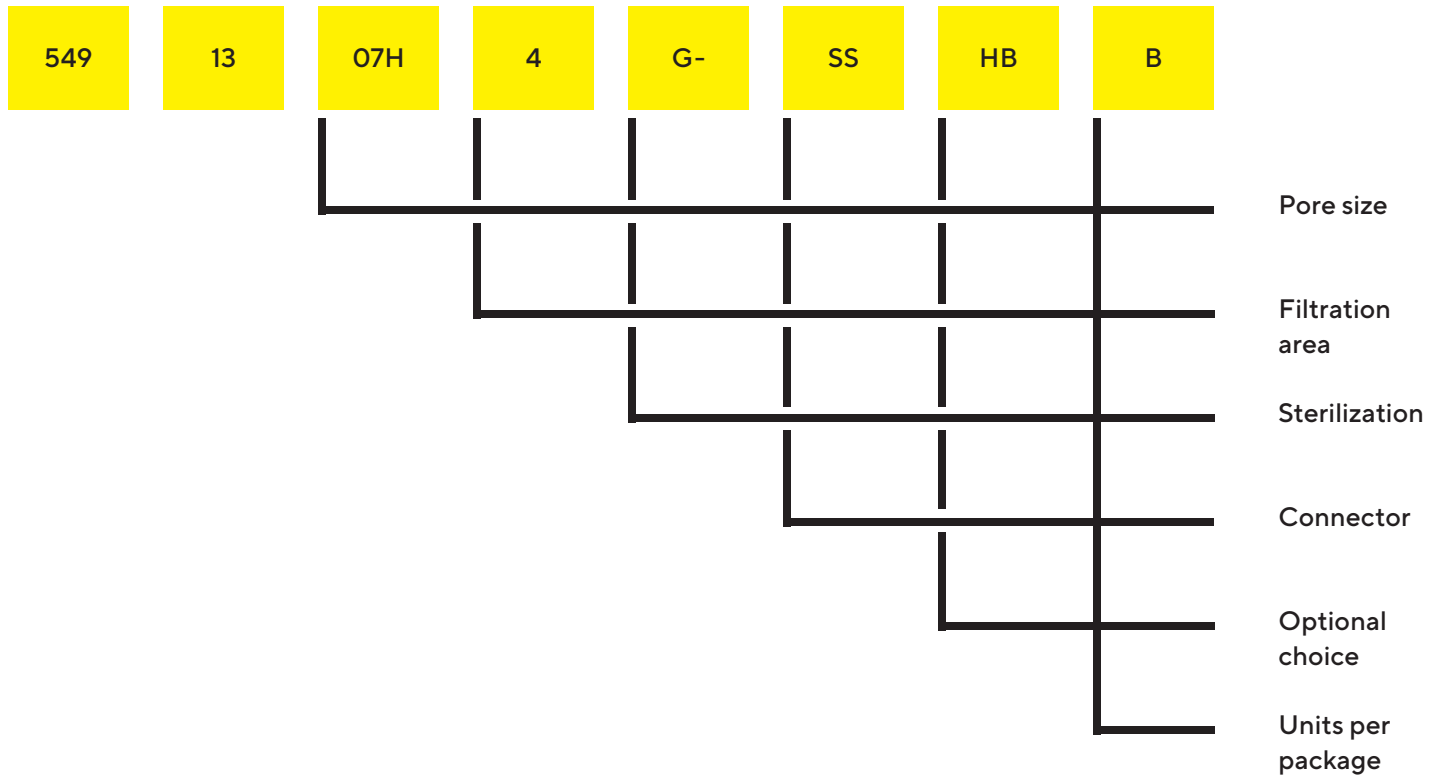 549 13 07H 4 G- SS HB B
Pore size
Filtration
area
Sterilization
Connector
Optional
choice
Units per
package